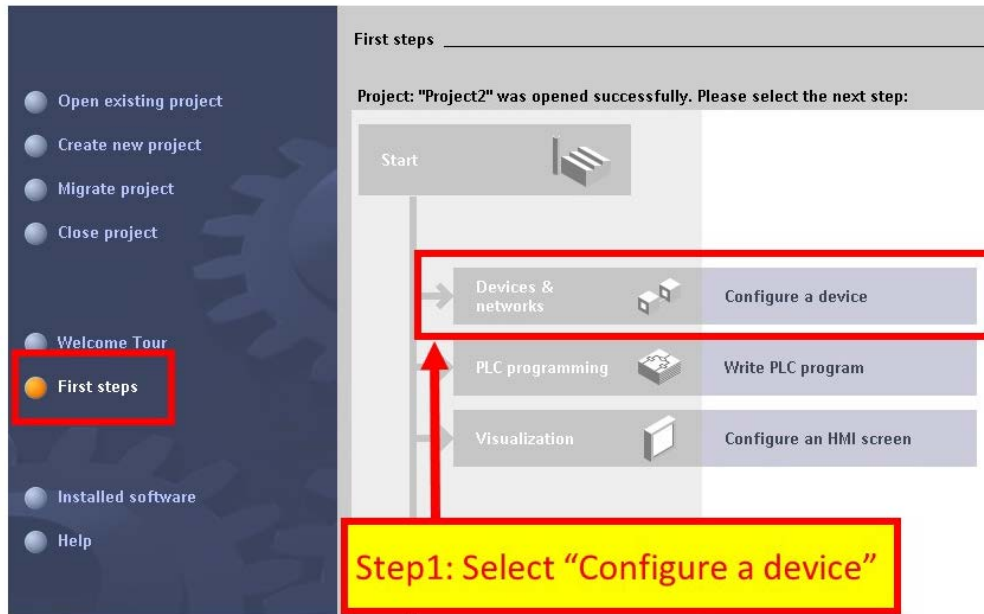 First steps
Project: "Project2" was opened successfully. Please select the next step:
Open existing project
Create new project
Migrate project
Close project
Welcome Tour
First steps
Installed software
Help
Start
Devices &
networks
Configure a device
PLC programming
Write PLC program
Visualization
Configure an HMI screen
Step1: Select “Configure a device”